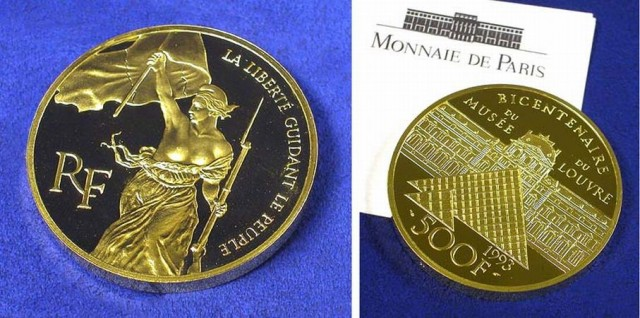 LA LIBERTÉ GUIDANT LE PEUPLE
RF
MONNAIE DE PARIS
BICENTENAIRE
DU
MUSÉE
DU
LOUVRE
500F
1993